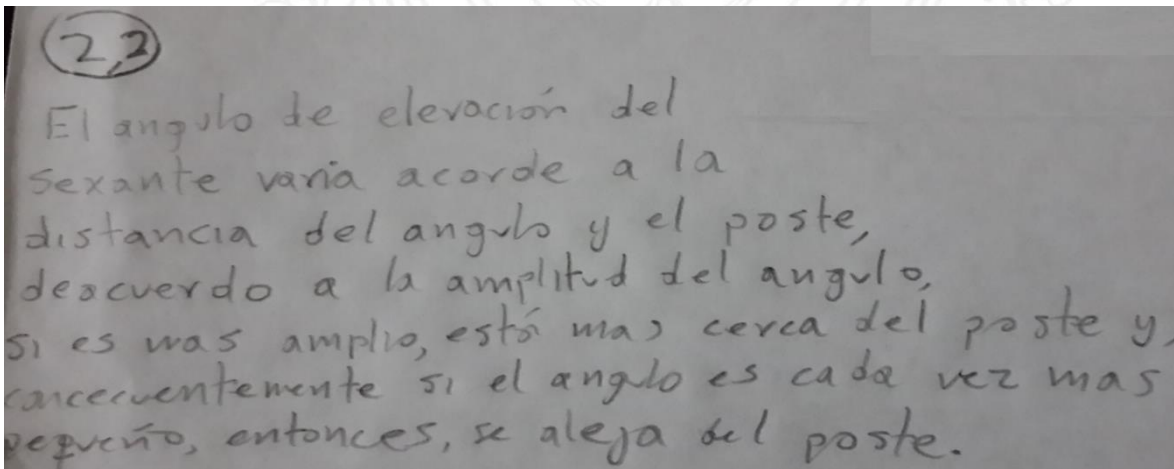 2,2
El angulo de elevación del
sexante varia acorde a la
distancia del angulo y el poste,
deacuerdo a la amplitud del angulo,
si es mas amplio, está mas cerca del poste y,
concecuentemente si el angulo es cada vez mas
pequeño, entonces, se aleja del poste.